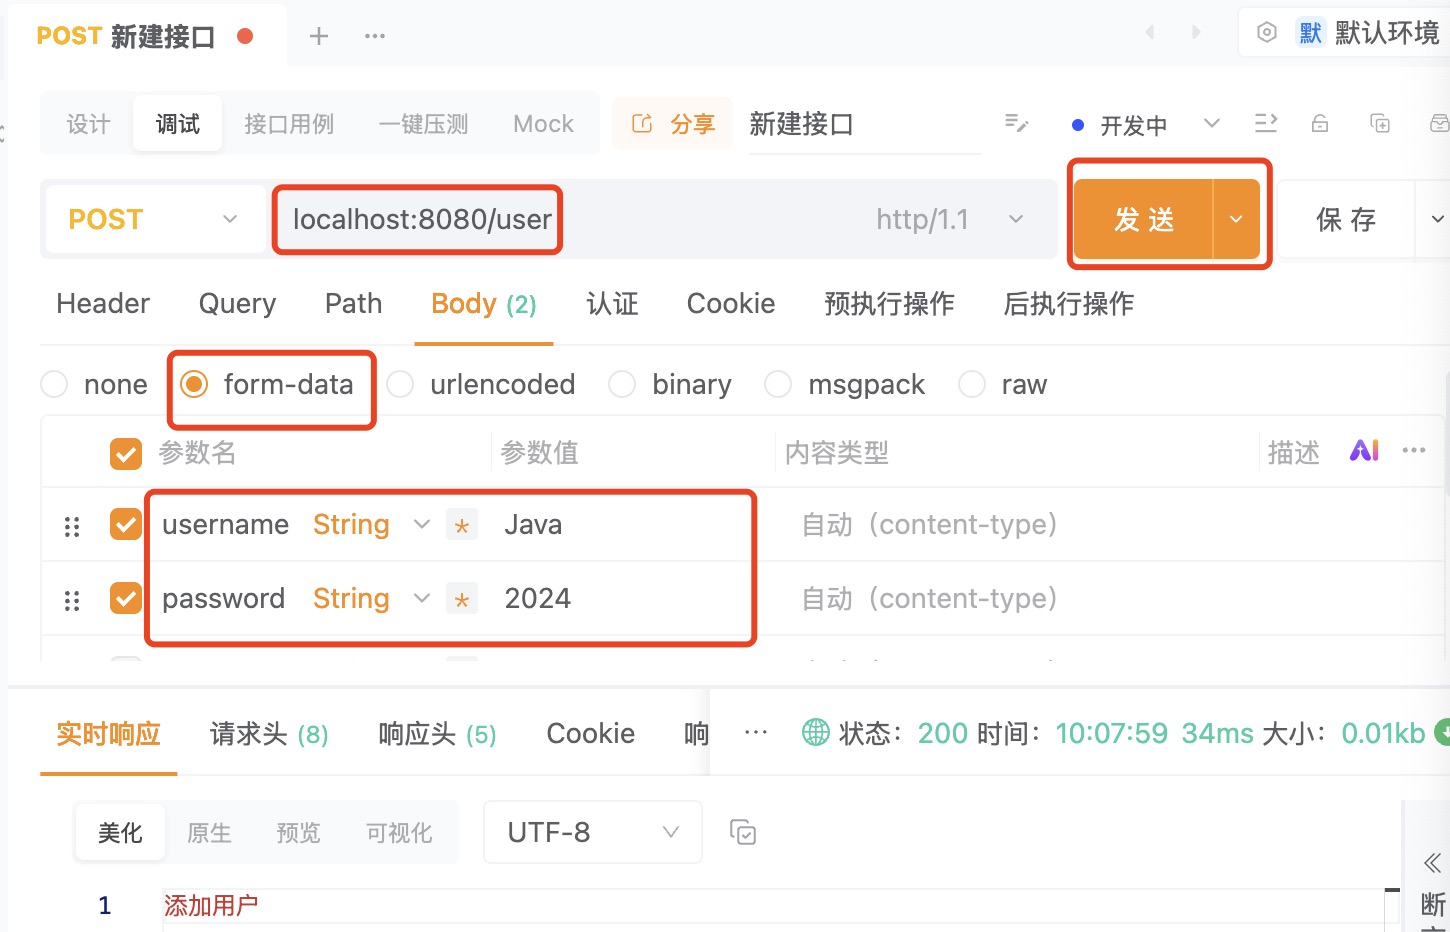 POST 新建接口
默 默认环境
设计 调试 接口用例 一键压测 Mock 分享 新建接口 开发中
POST localhost:8080/user http/1.1 发送 保存
Header Query Path Body (2) 认证 Cookie 预执行操作 后执行操作
none form-data urlencoded binary msgpack raw
参数名 参数值 内容类型 描述 AI
username String * Java 自动（content-type）
password String * 2024 自动（content-type）
实时响应 请求头 (8) 响应头 (5) Cookie 响 ··· 状态： 200 时间： 10:07:59 34ms 大小： 0.01kb
美化 原生 预览 可视化 UTF-8
1 添加用户
断